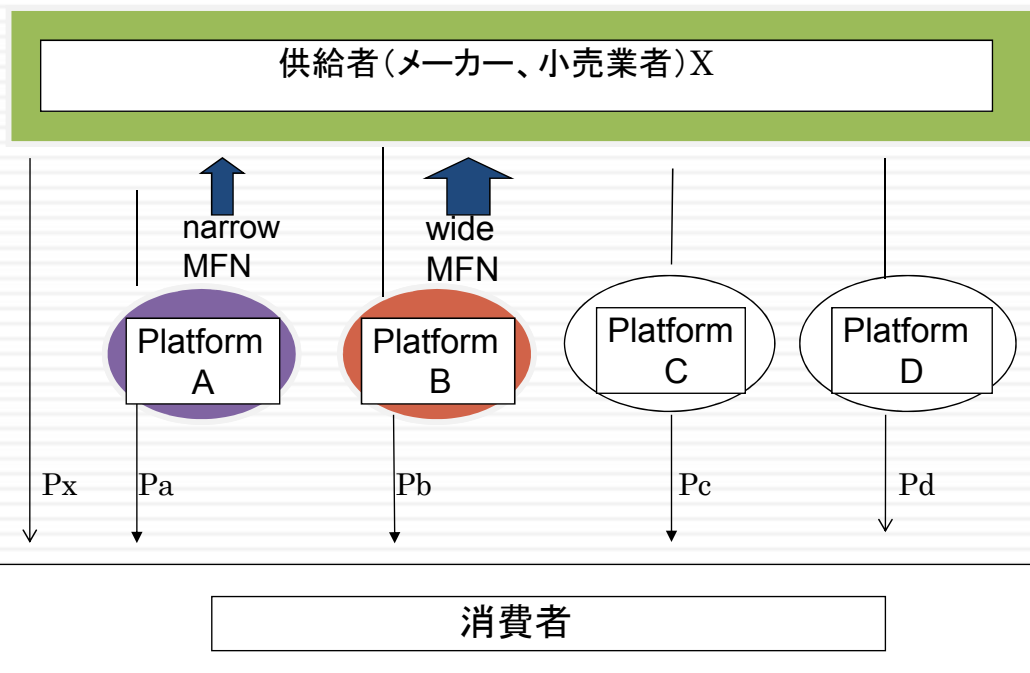 供給者(メーカー、小売業者)X
narrow
MFN
wide
MFN
Platform
A
Platform
B
Platform
C
Platform
D
Px
Pa
Pb
Pc
Pd
消費者